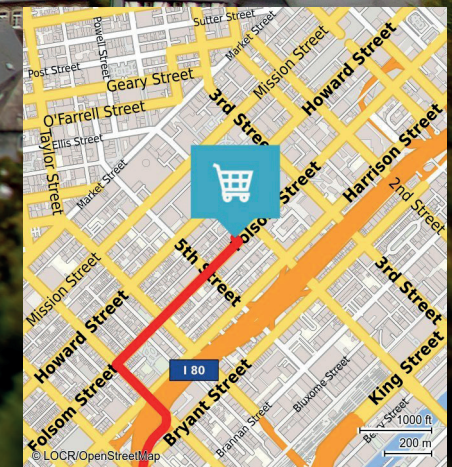 Sutter Street
Powell Street
Market Street
Post Street
Mission Street
Howard Street
Geary Street
3rd Street
O'Farrell Street
Ellis Street
Taylor Street
Harrison Street
Market Street
2nd Street
Folsom Street
5th Street
3rd Street
Mission Street
Howard Street
I 80
King Street
Bluxome Street
Folsom Street
Bryant Street
Brannan Street
1000 ft
200 m
© LOCR/OpenStreetMap